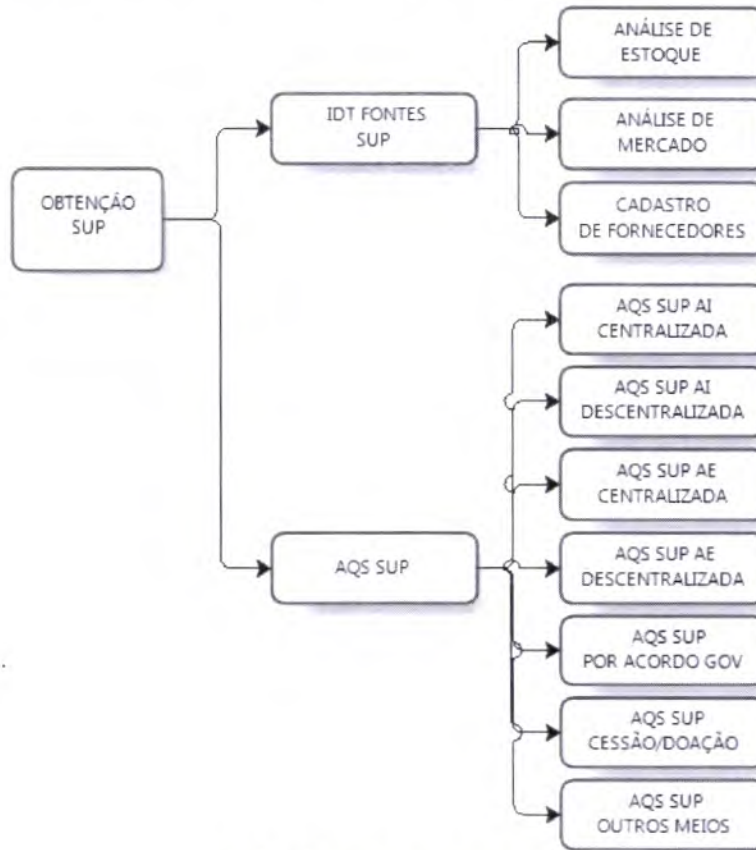 OBTENÇÃO
SUP
IDT FONTES
SUP
ANÁLISE DE
ESTOQUE
ANÁLISE DE
MERCADO
CADASTRO
DE FORNECEDORES
AQS SUP
AQS SUP AI
CENTRALIZADA
AQS SUP AI
DESCENTRALIZADA
AQS SUP AE
CENTRALIZADA
AQS SUP AE
DESCENTRALIZADA
AQS SUP
POR ACORDO GOV
AQS SUP
CESSÃO/DOAÇÃO
AQS SUP
OUTROS MEIOS